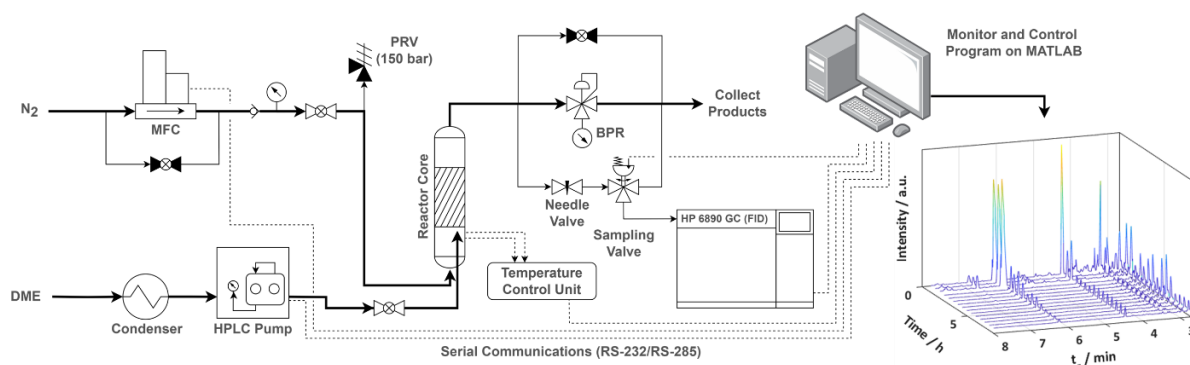 PRV
(150 bar)
Monitor and Control
Program on MATLAB
N2
MFC
Collect
Products
BPR
Reactor Core
Needle
Valve
Sampling
Valve
HP 6890 GC (FID)
Temperature
Control Unit
DME
Condenser
HPLC Pump
Serial Communications (RS-232/RS-285)
Intensity / a.u.
0
5
Time / h
8
7
6
5
4
3
t / min